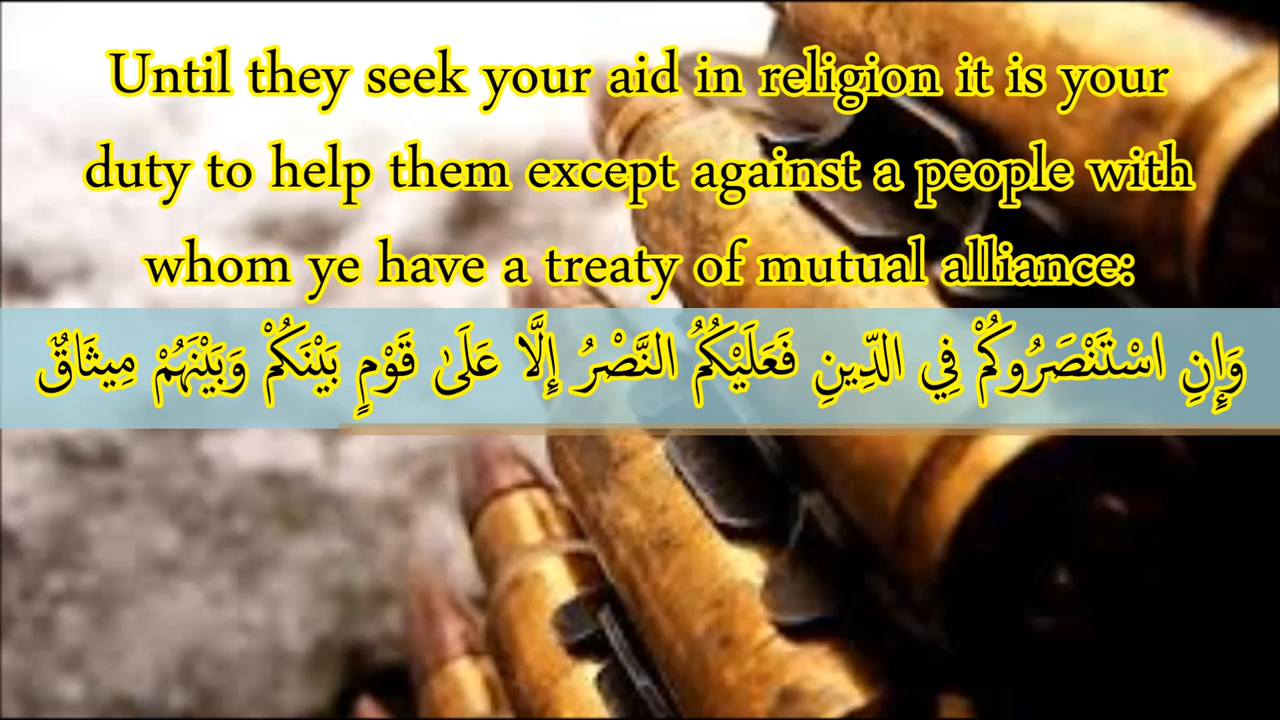 Until they seek your aid in religion it is your
duty to help them except against a people with
whom ye have a treaty of mutual alliance:
وَإِنِ اسْتَنْصَرُوكُمْ فِي الدِّينِ فَعَلَيْكُمُ النَّصْرُ إِلَّا عَلَىٰ قَوْمٍ بَيْنَكُمْ وَبَيْنَهُمْ مِيثَاقٌ